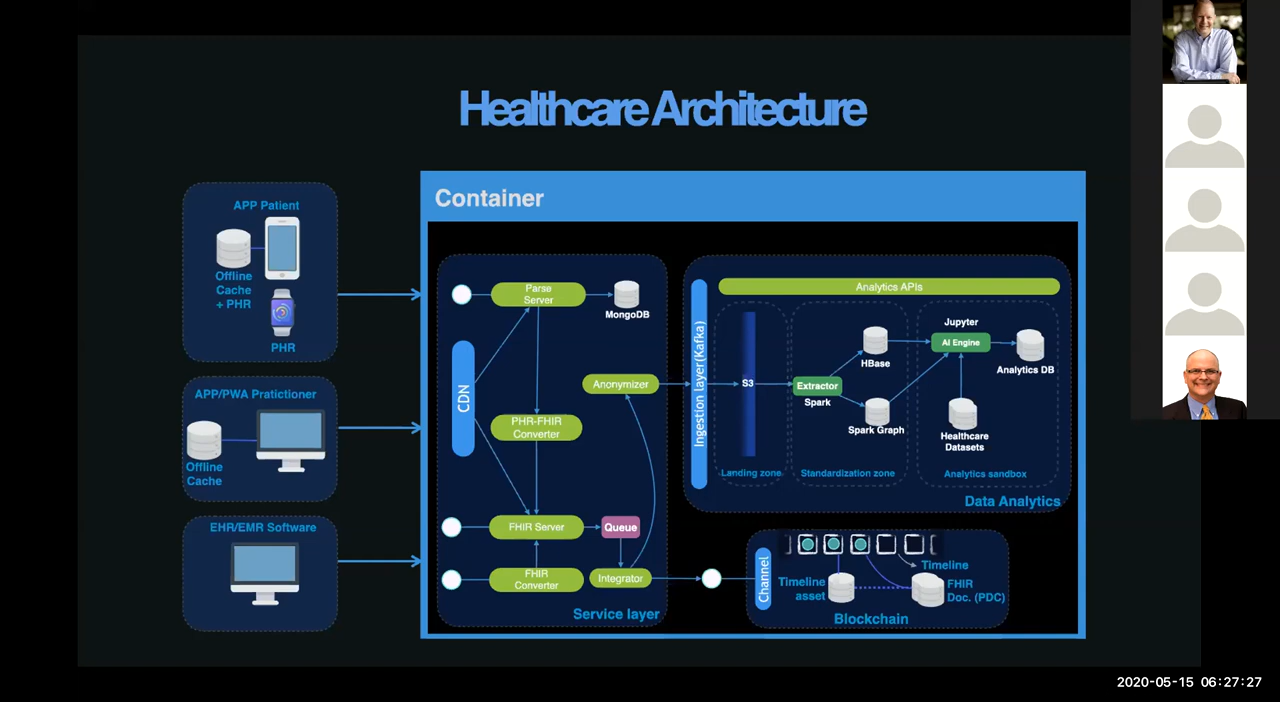 Healthcare Architecture
Container
APP Patient
Offline
Cache
+ PHR
PHR
APP/PWA Pratictioner
Offline
Cache
EHR/EMR Software
Parse
Server
MongoDB
CDN
Anonymizer
PHR-FHIR
Converter
FHIR Server
Queue
FHIR
Converter
Integrator
Service layer
Ingestion layer(Kafka)
Analytics APIs
S3
Landing zone
Extractor
Spark
HBase
Spark Graph
Standardization zone
Jupyter
AI Engine
Analytics DB
Healthcare
Datasets
Analytics sandbox
Data Analytics
Channel
Timeline
Timeline
asset
FHIR
Doc. (PDC)
Blockchain
2020-05-15 06:27:27